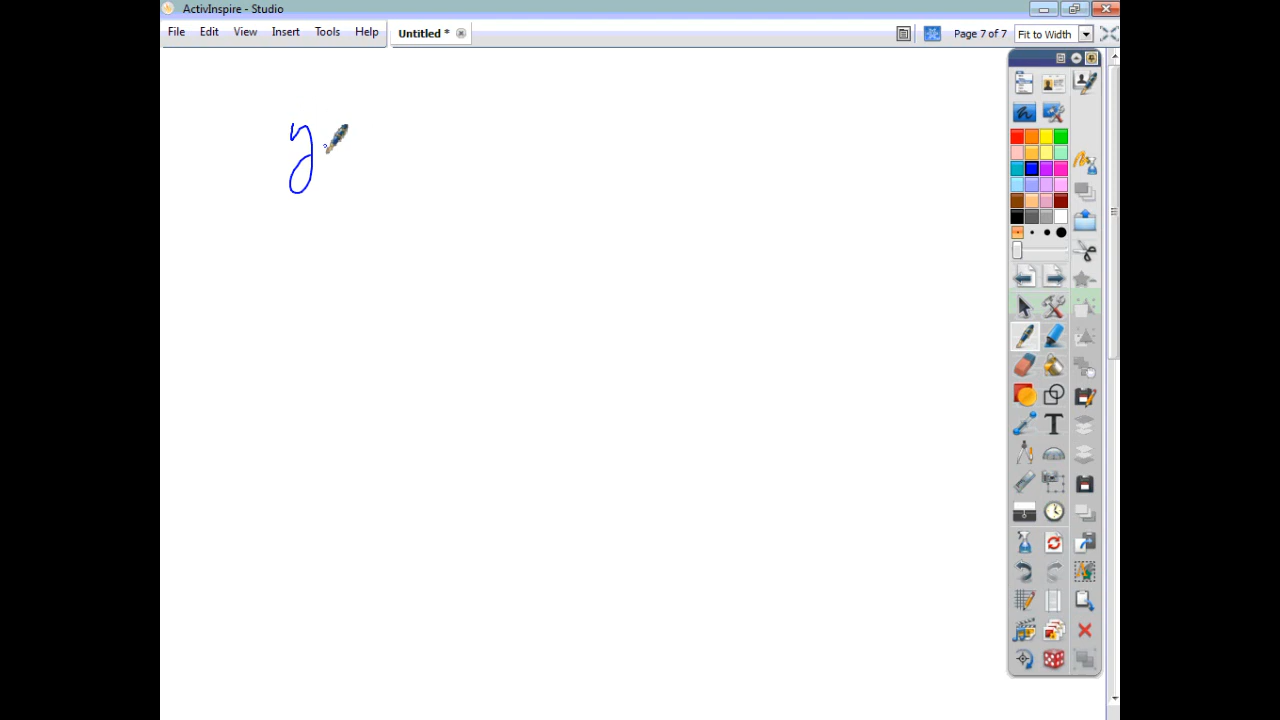 ActivInspire - Studio
File Edit View Insert Tools Help Untitled * Page 7 of 7 Fit to Width
y